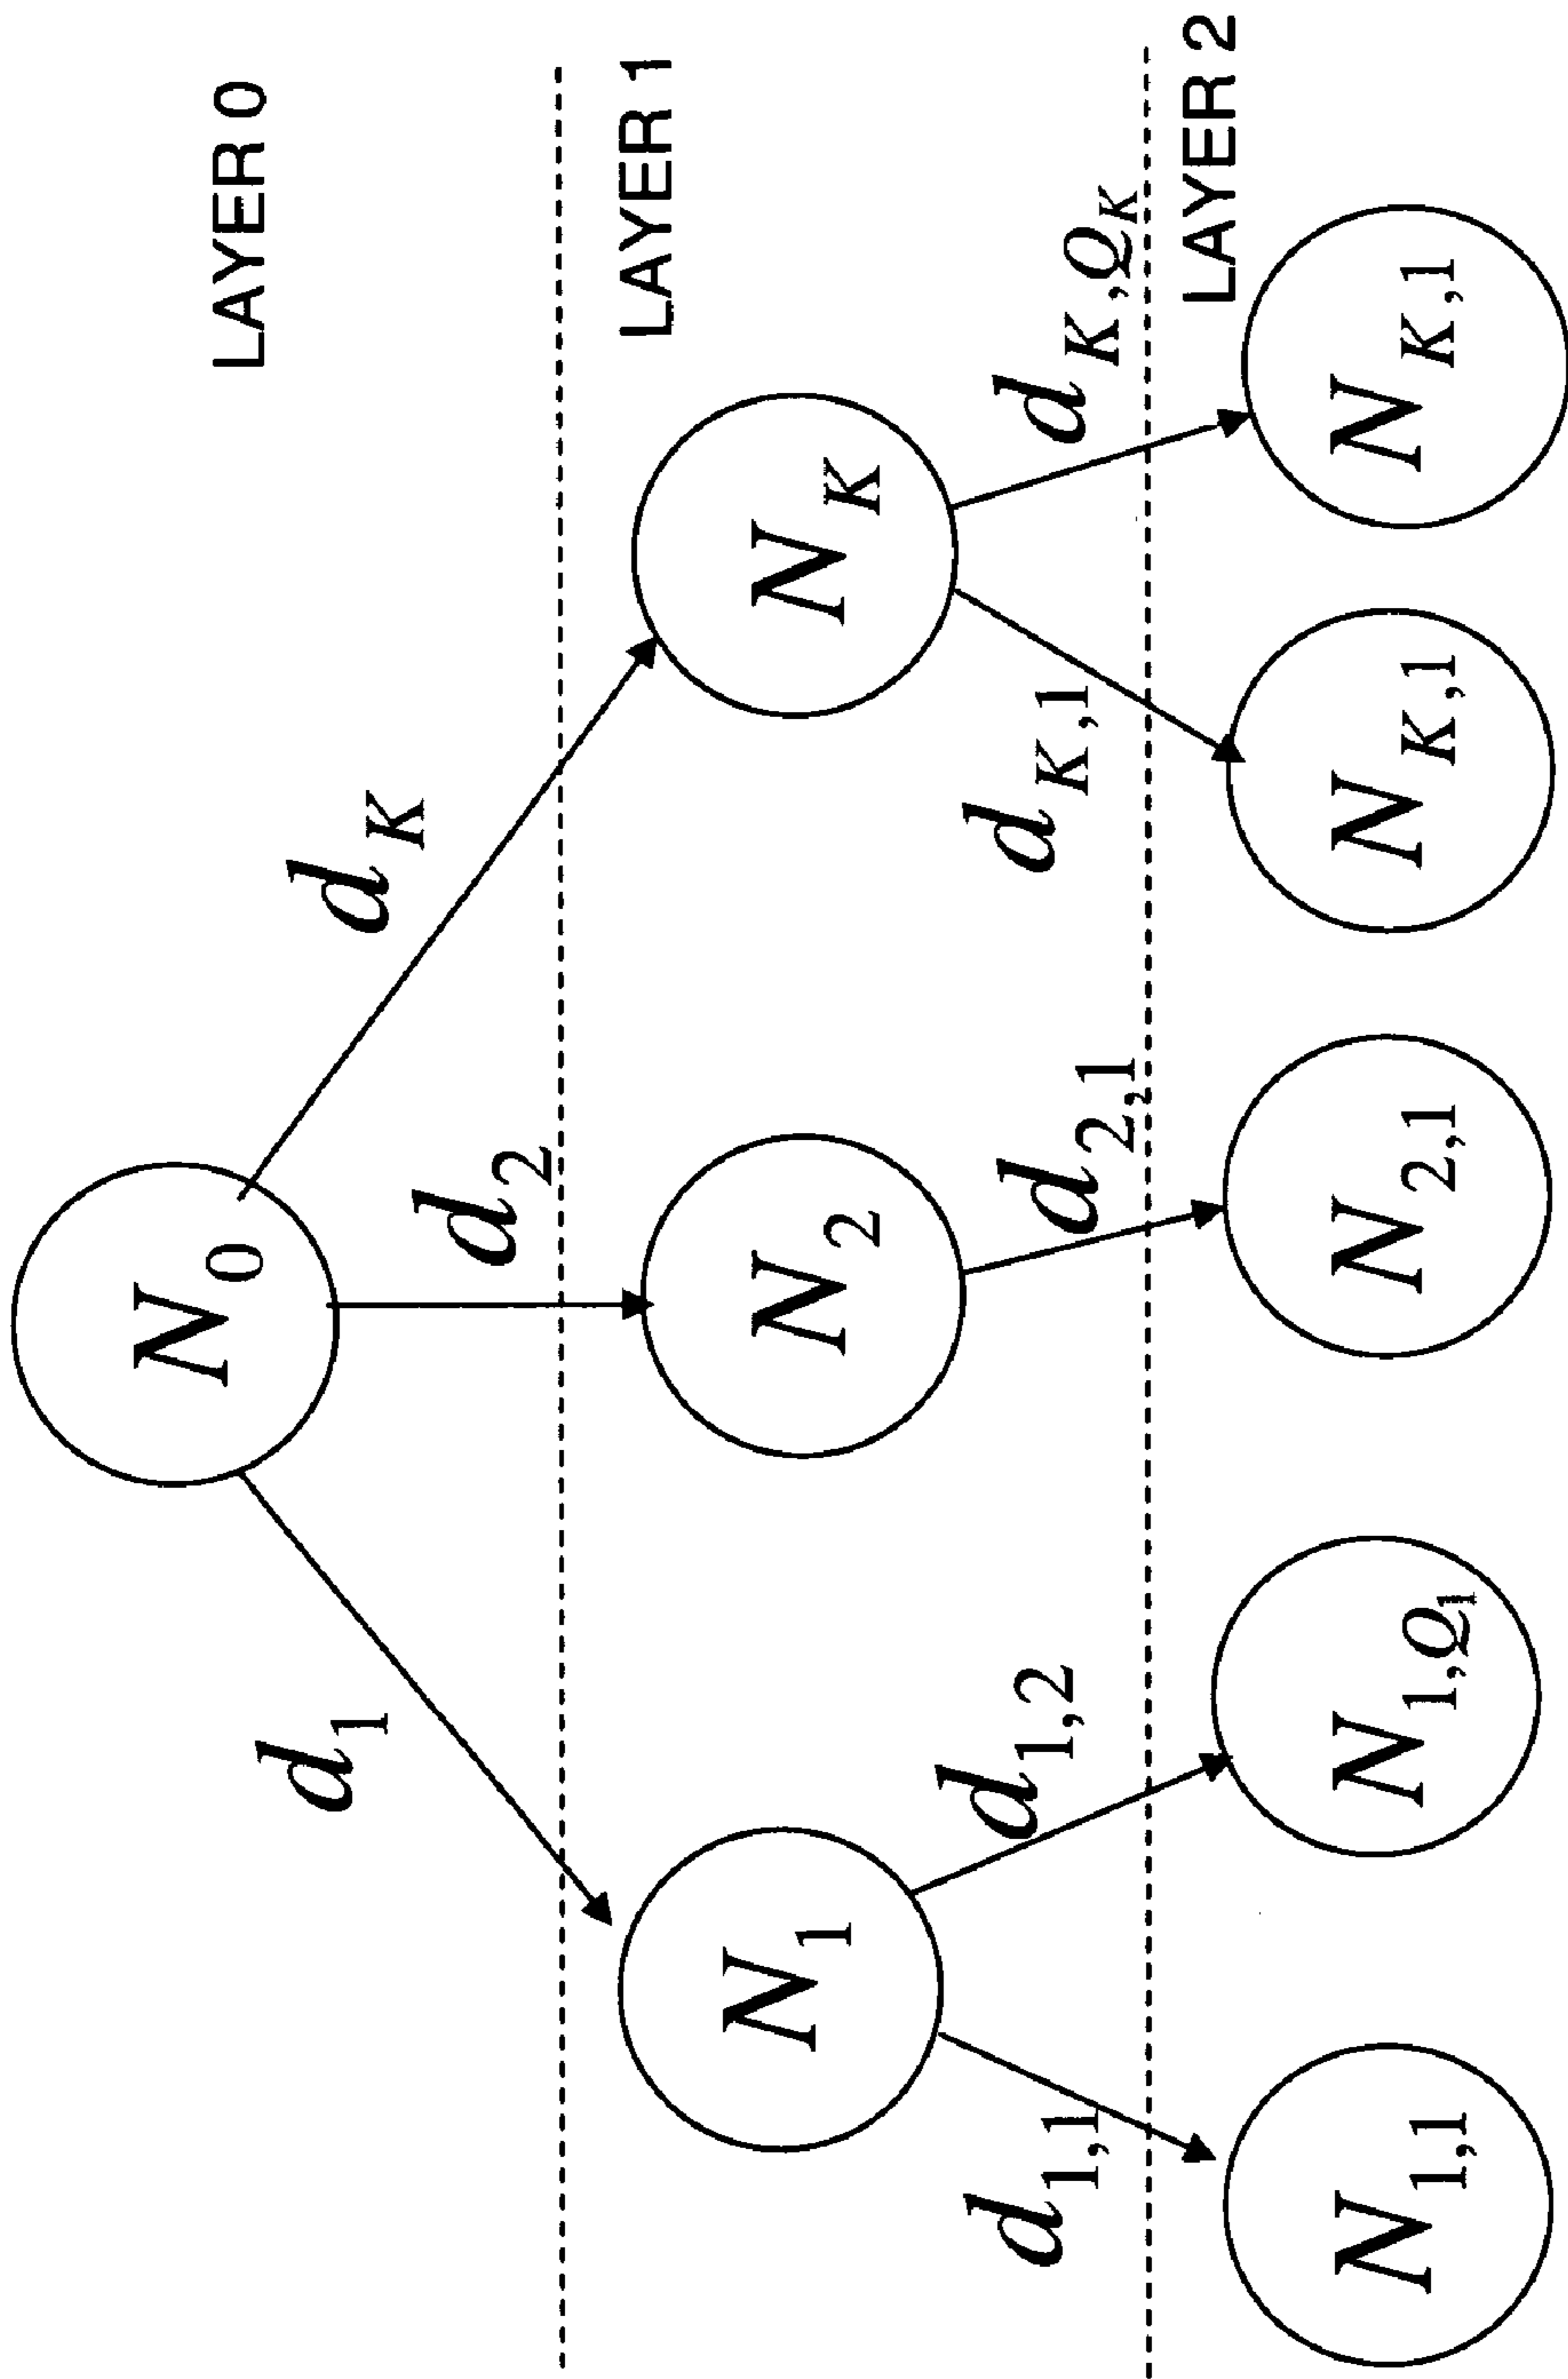 LAYER 0
N0
d1
d2
dK
LAYER 1
N1
N2
NK
d1,1
d1,2
d2,1
dK,1
dK,QK
LAYER 2
N1,1
N1,Q1
N2,1
NK,1
NK,1